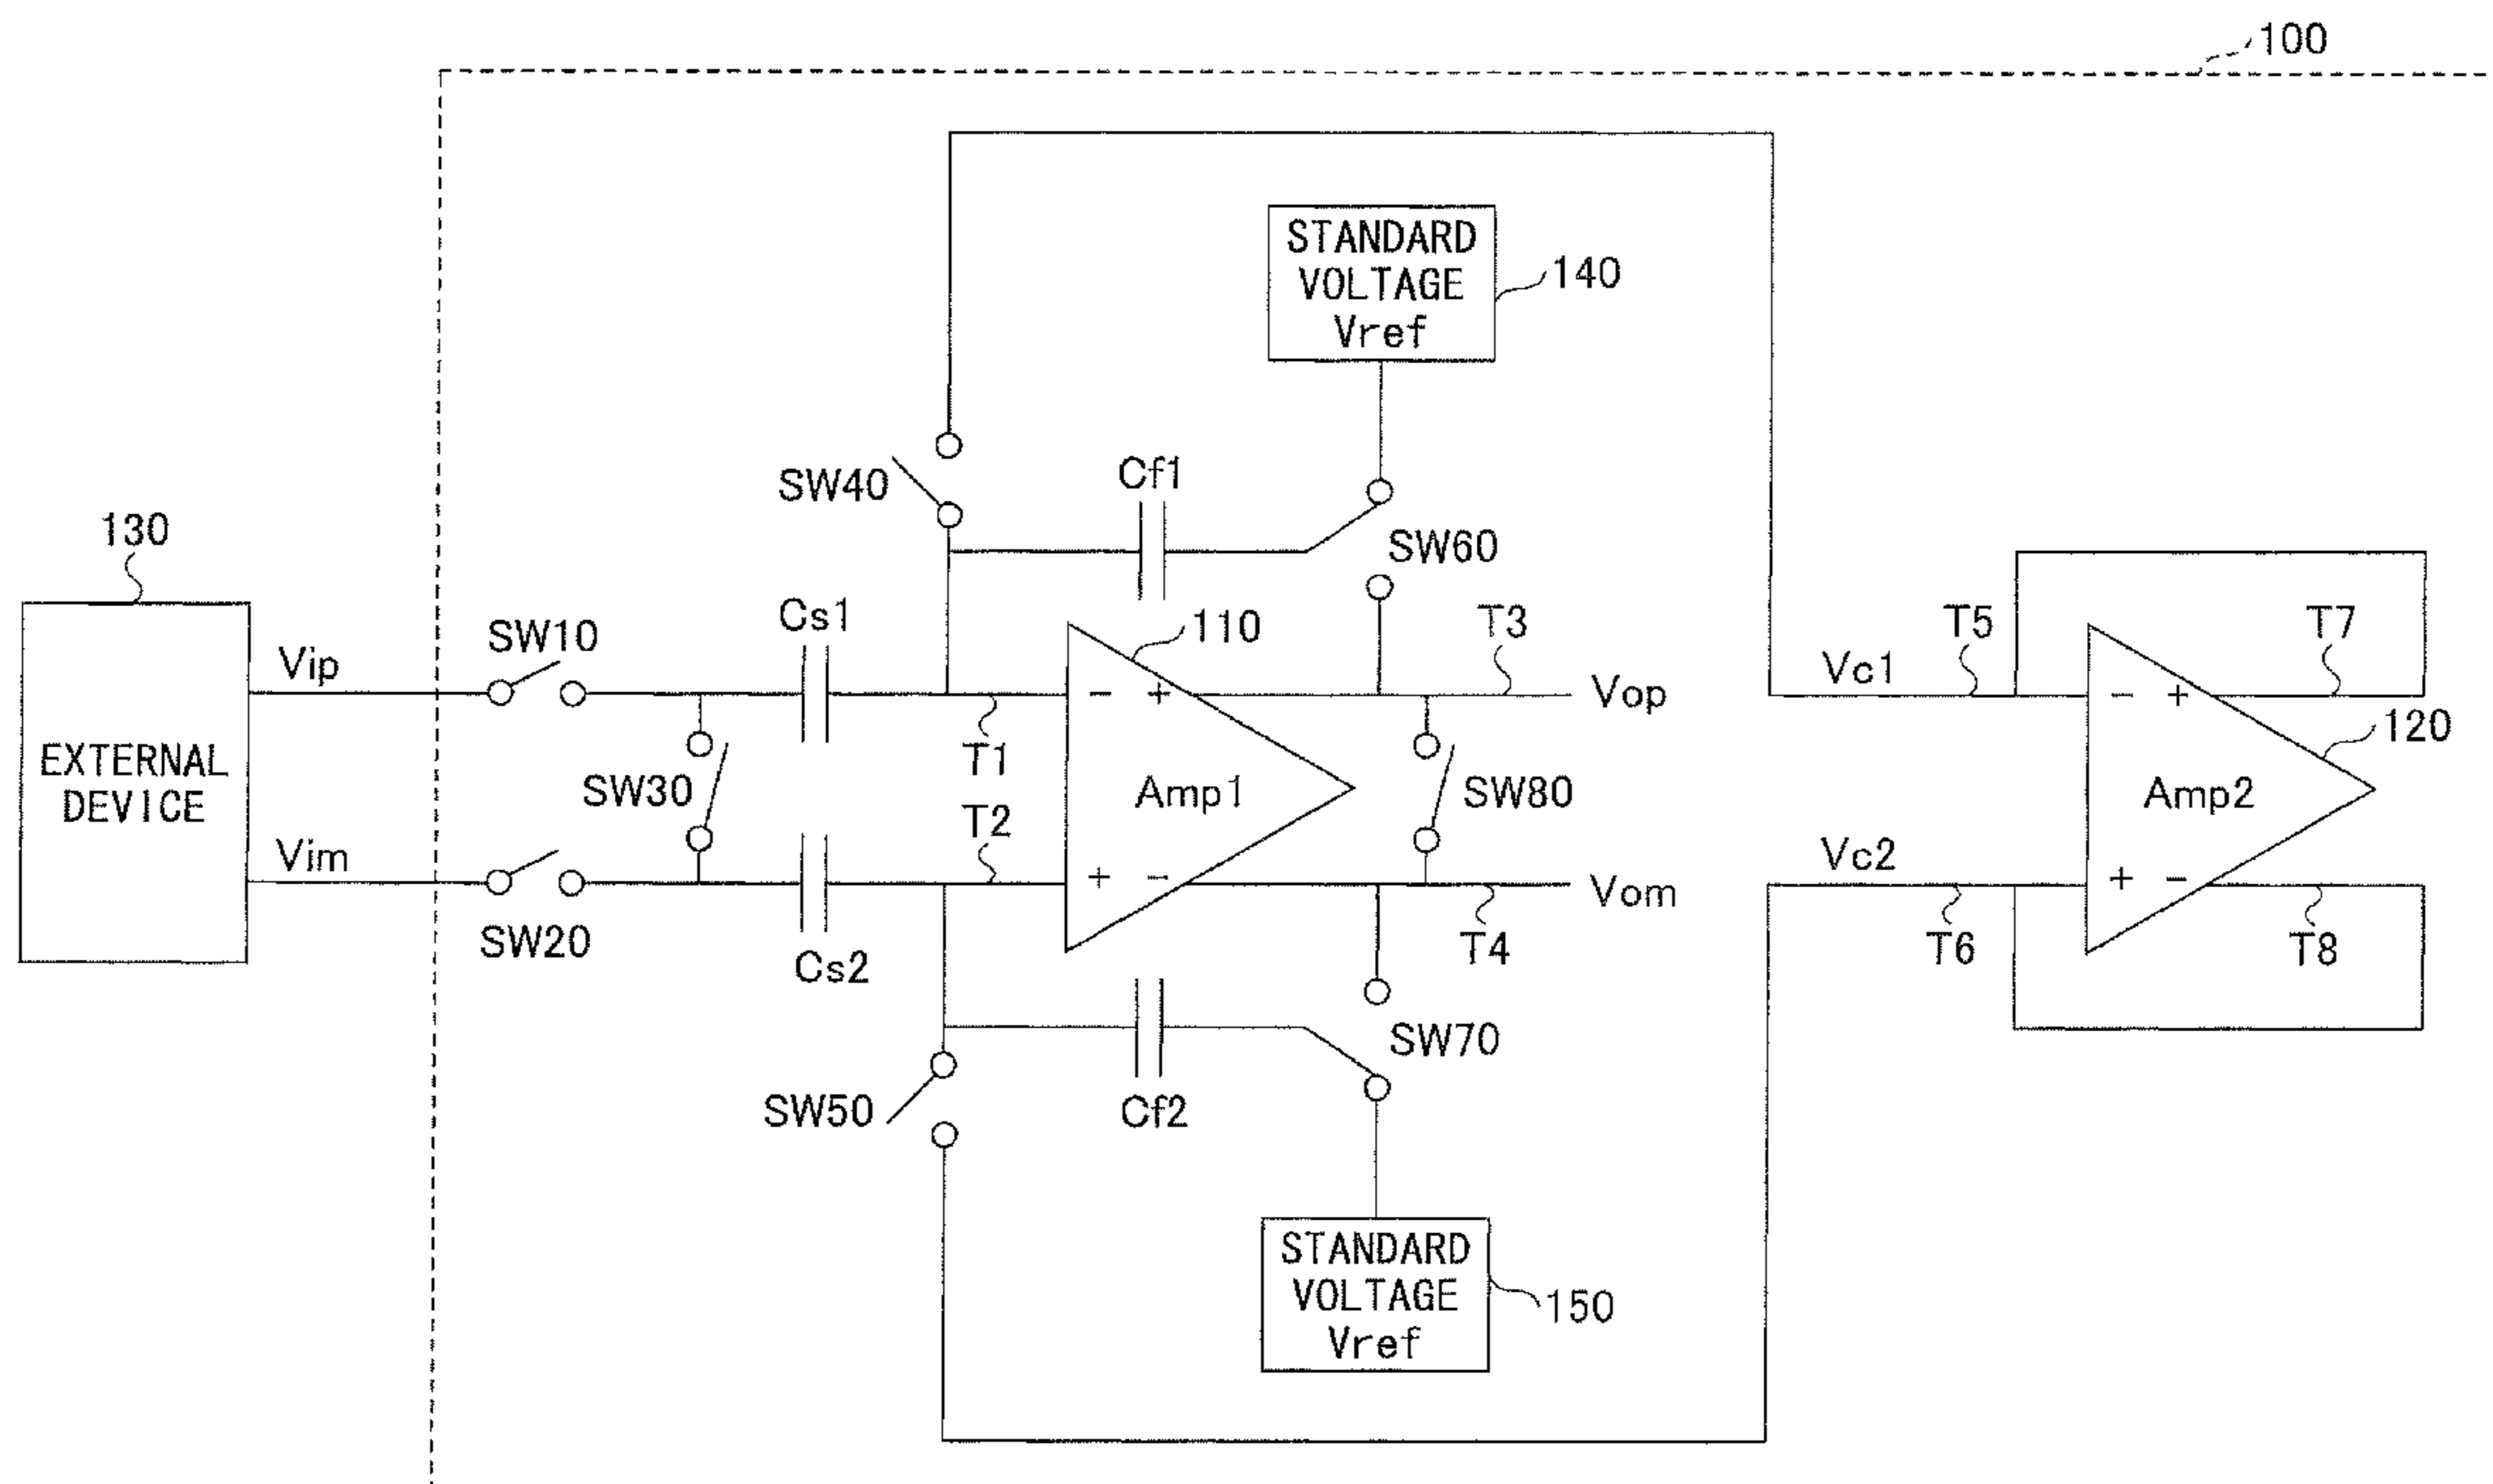 100
STANDARD
VOLTAGE
Vref
140
SW40
Cf1
SW60
130
Cs1
110
T3
T5
T7
Vip
SW10
Vc1
Vop
- +
- +
120
EXTERNAL
DEVICE
SW30
T1
Amp1
SW80
Amp2
T2
Vim
Vc2
+ -
+ -
Vom
SW20
Cs2
T4
T6
T8
SW70
SW50
Cf2
STANDARD
VOLTAGE
Vref
150